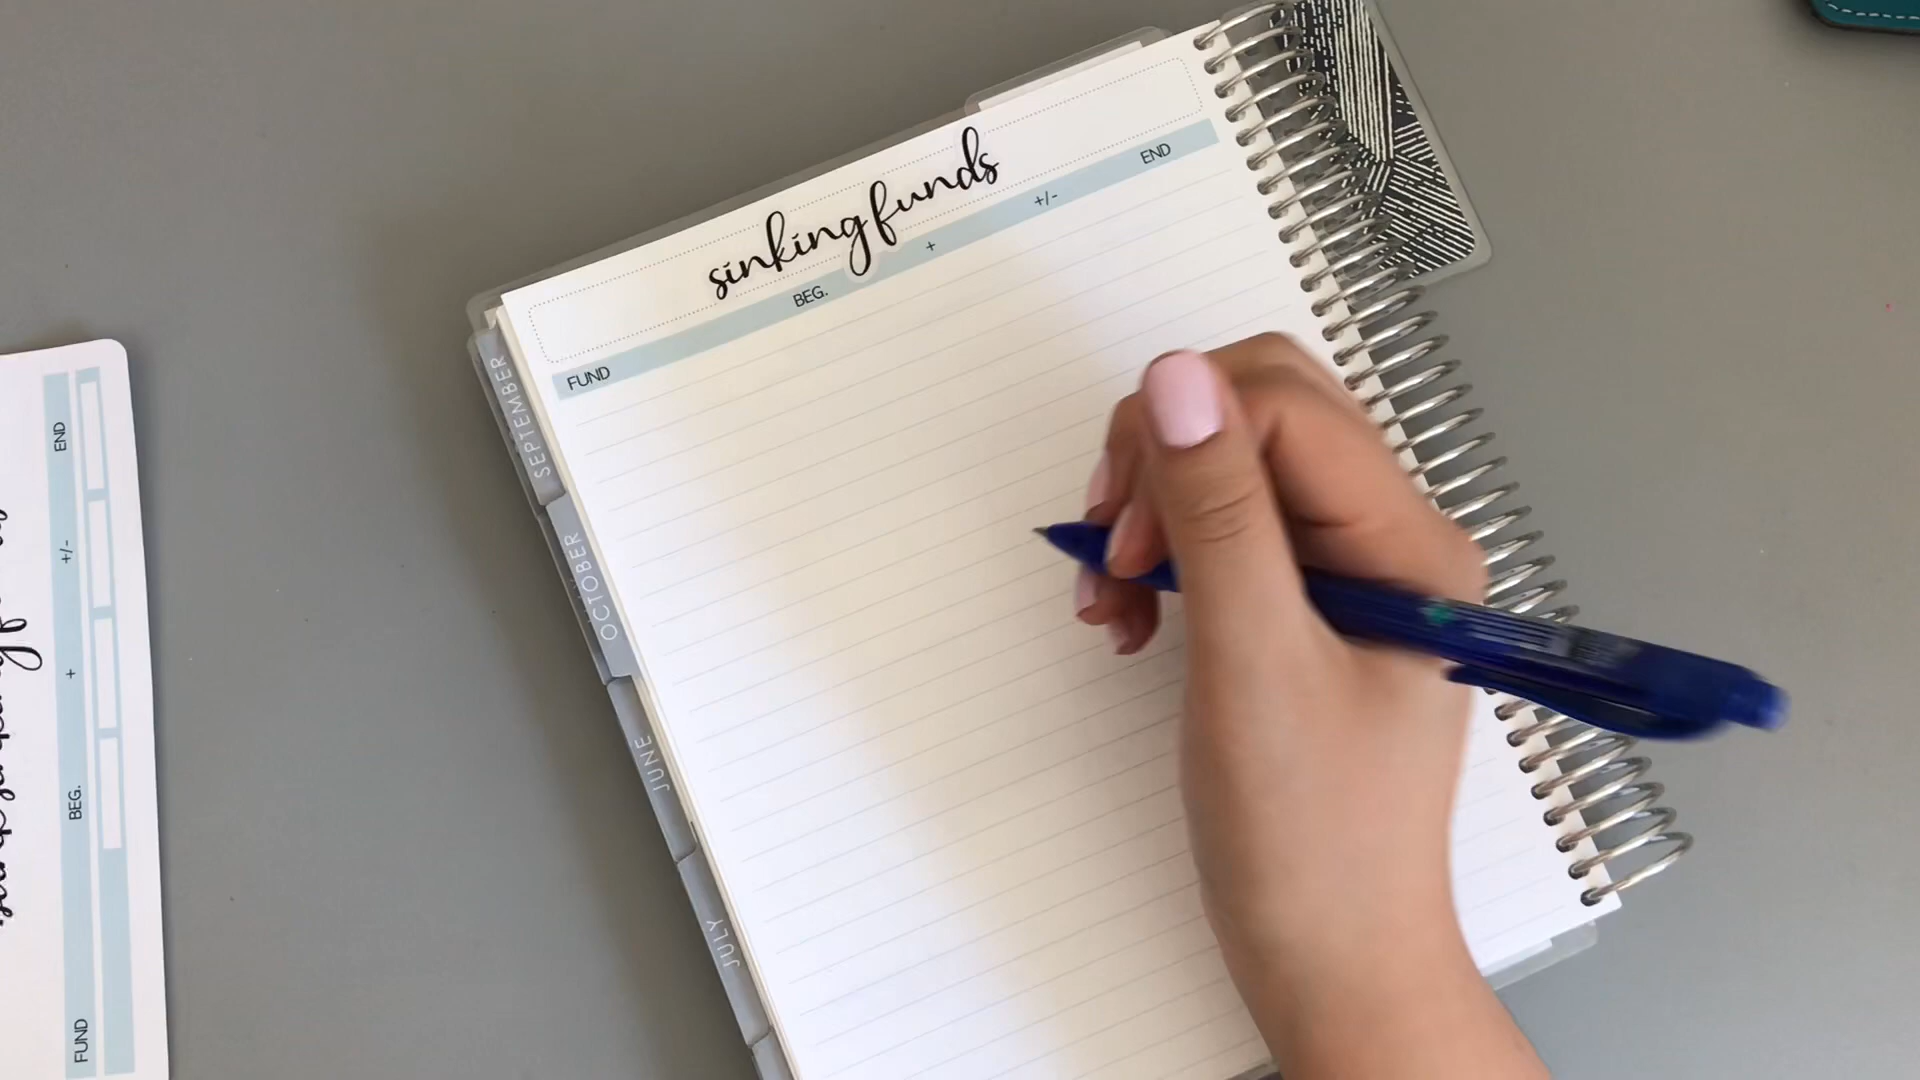 sinking funds
FUND BEG. + +/- END
SEPTEMBER
OCTOBER
JUNE
JULY
FUND BEG. + +/- END